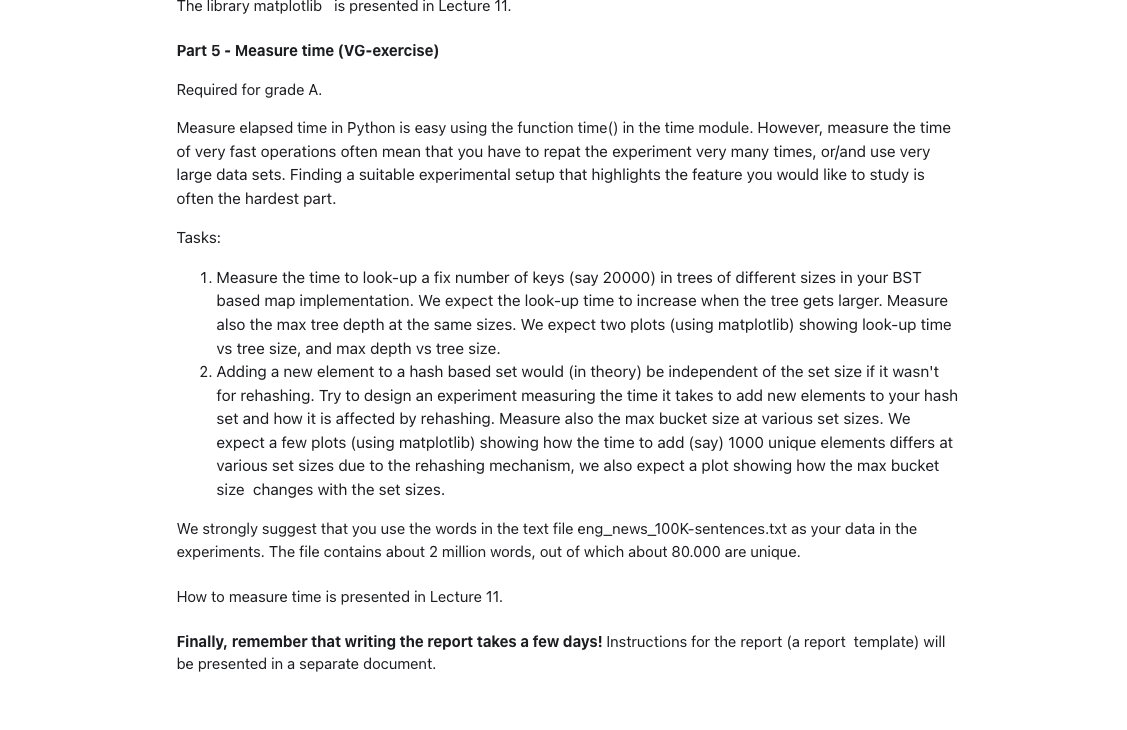 The library matplotlib   is presented in Lecture 11.
Part 5 - Measure time (VG-exercise)
Required for grade A.
Measure elapsed time in Python is easy using the function time() in the time module. However, measure the time
of very fast operations often mean that you have to repat the experiment very many times, or/and use very
large data sets. Finding a suitable experimental setup that highlights the feature you would like to study is
often the hardest part.
Tasks:
1. Measure the time to look-up a fix number of keys (say 20000) in trees of different sizes in your BST
based map implementation. We expect the look-up time to increase when the tree gets larger. Measure
also the max tree depth at the same sizes. We expect two plots (using matplotlib) showing look-up time
vs tree size, and max depth vs tree size.
2. Adding a new element to a hash based set would (in theory) be independent of the set size if it wasn't
for rehashing. Try to design an experiment measuring the time it takes to add new elements to your hash
set and how it is affected by rehashing. Measure also the max bucket size at various set sizes. We
expect a few plots (using matplotlib) showing how the time to add (say) 1000 unique elements differs at
various set sizes due to the rehashing mechanism, we also expect a plot showing how the max bucket
size  changes with the set sizes.
We strongly suggest that you use the words in the text file eng_news_100K-sentences.txt as your data in the
experiments. The file contains about 2 million words, out of which about 80.000 are unique.
How to measure time is presented in Lecture 11.
Finally, remember that writing the report takes a few days! Instructions for the report (a report  template) will
be presented in a separate document.